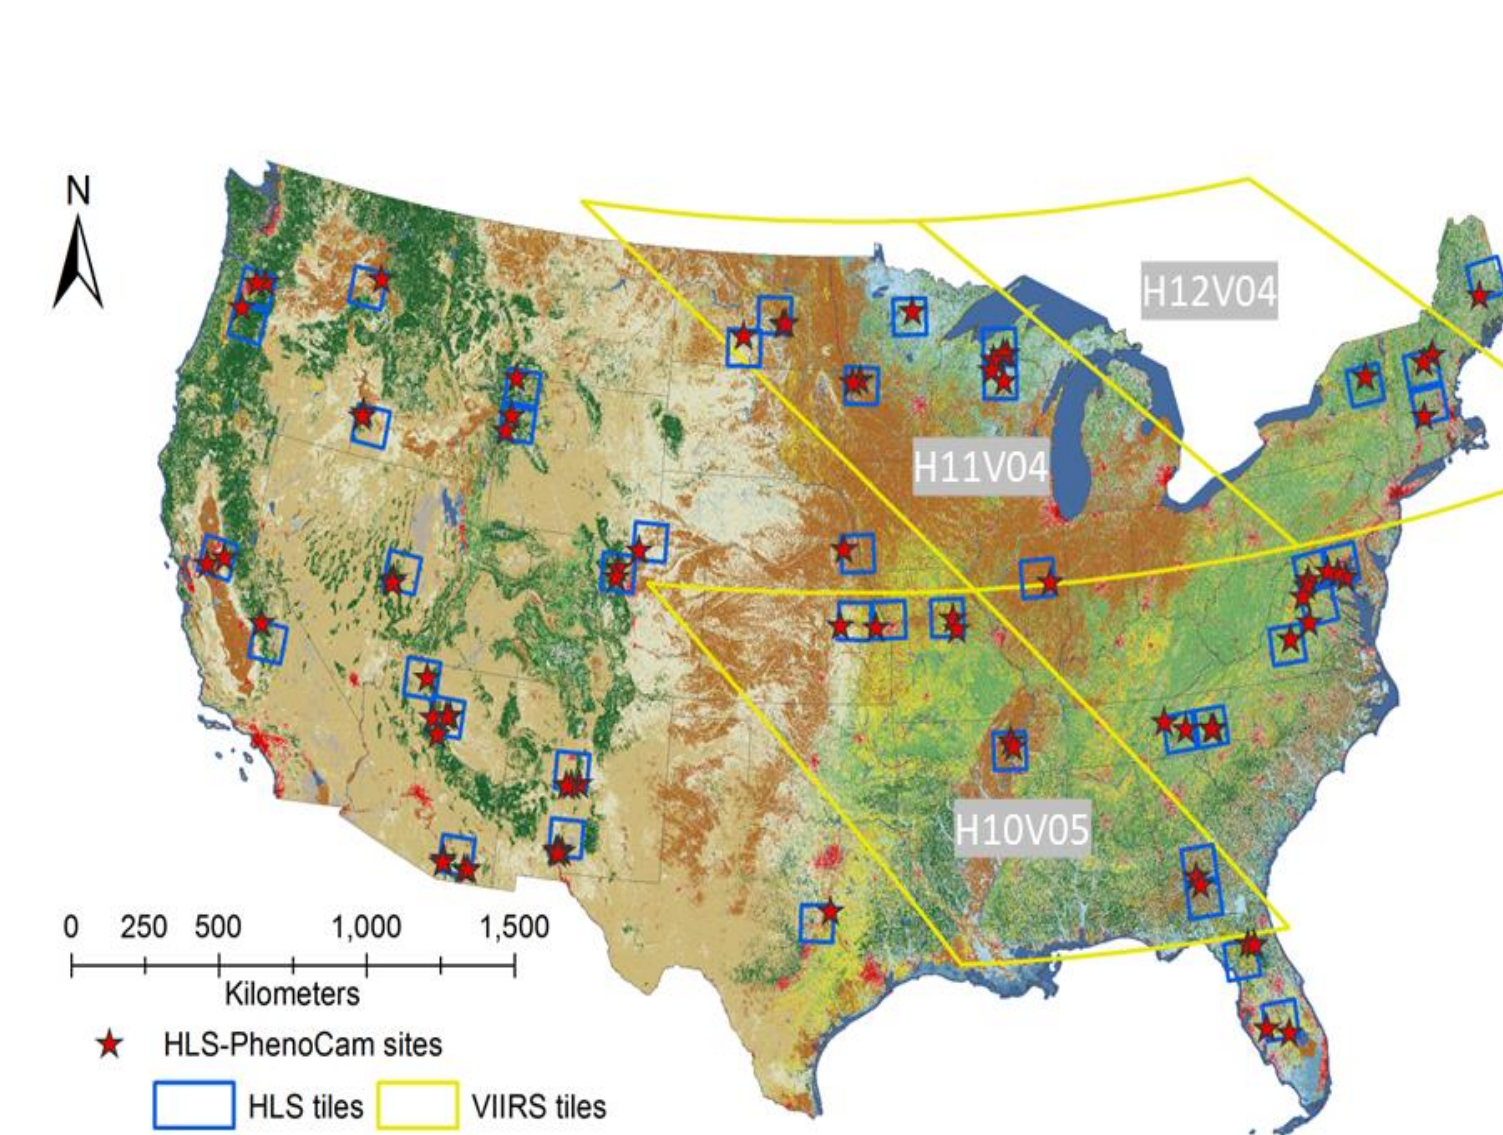 N
H12V04
H11V04
H10V05
0 250 500 1,000 1,500
Kilometers
HLS-PhenoCam sites
HLS tiles VIIRS tiles